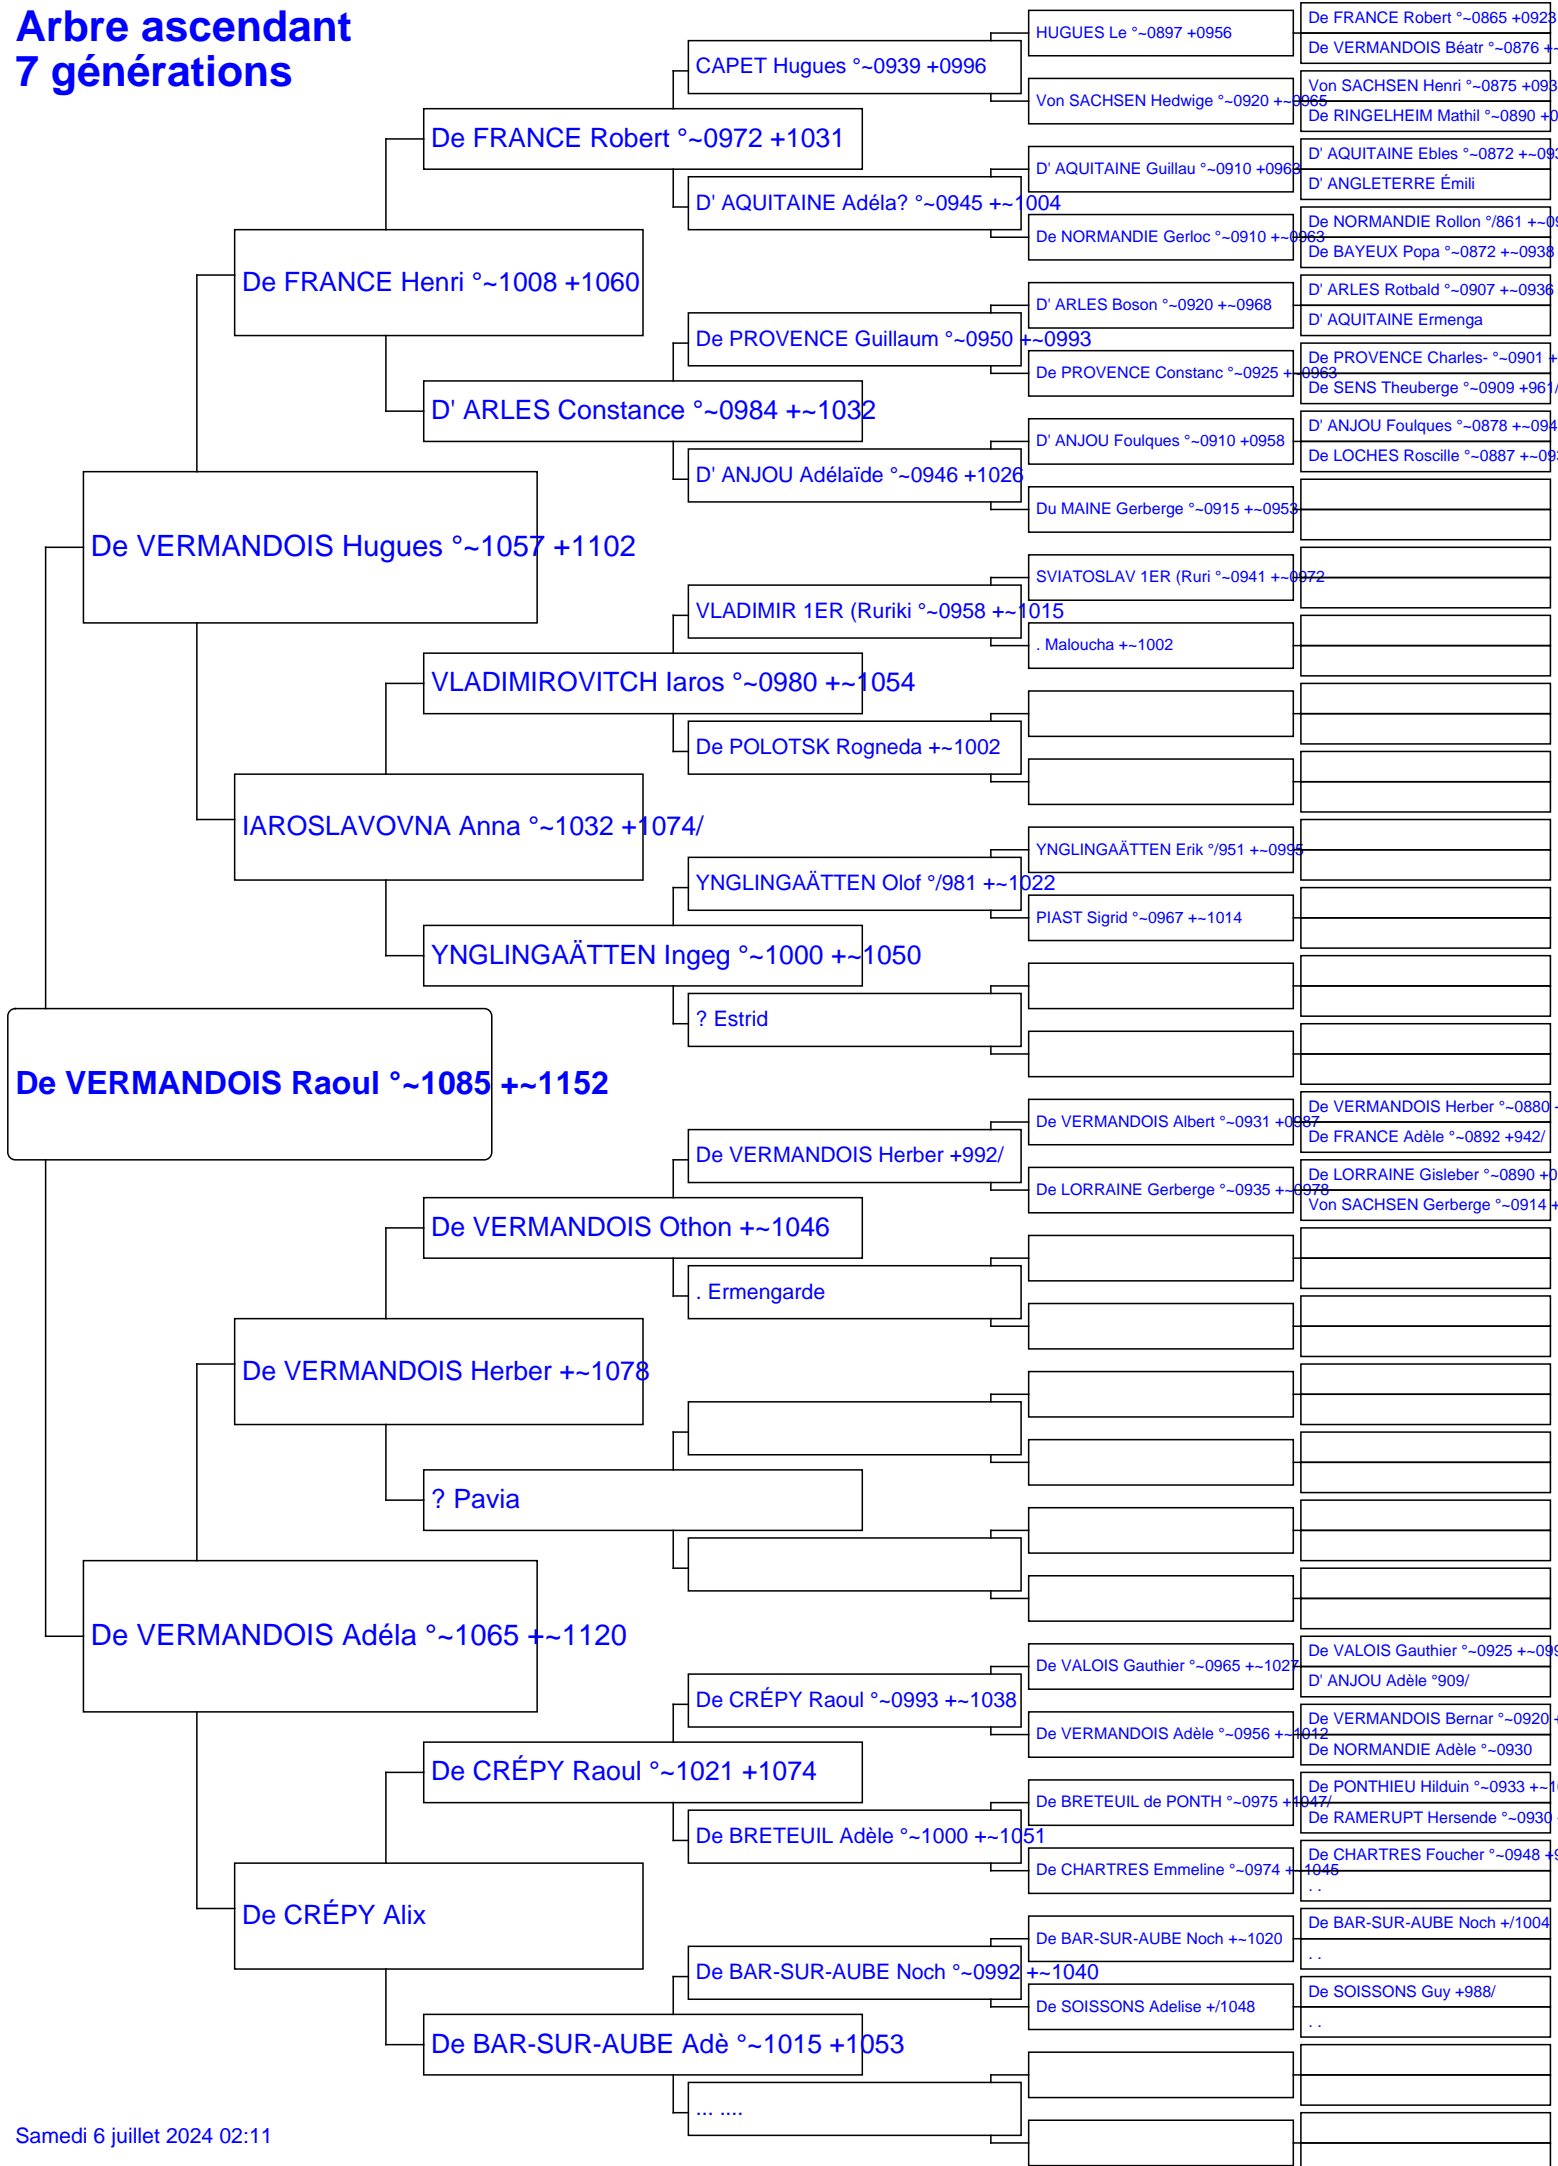 Arbre ascendant
7 générations
De FRANCE Robert °~0865 +0923
HUGUES Le °~0897 +0956
De VERMANDOIS Béatr °~0876 +~
CAPET Hugues °~0939 +0996
Von SACHSEN Henri °~0875 +093
Von SACHSEN Hedwige °~0920 +~0965
De RINGELHEIM Mathil °~0890 +0
De FRANCE Robert °~0972 +1031
D' AQUITAINE Ebles °~0872 +~093
D' AQUITAINE Guillau °~0910 +0963
D' ANGLETERRE Émili
D' AQUITAINE Adéla? °~0945 +~1004
De NORMANDIE Rollon °/861 +~09
De NORMANDIE Gerloc °~0910 +~0963
De BAYEUX Popa °~0872 +~0938
De FRANCE Henri °~1008 +1060
D' ARLES Rotbald °~0907 +~0936
D' ARLES Boson °~0920 +~0968
D' AQUITAINE Ermenga
De PROVENCE Guillaum °~0950 +~0993
De PROVENCE Charles- °~0901 +
De PROVENCE Constanc °~0925 +~0963
De SENS Theuberge °~0909 +961/
D' ARLES Constance °~0984 +~1032
D' ANJOU Foulques °~0878 +~094
D' ANJOU Foulques °~0910 +0958
De LOCHES Roscille °~0887 +~093
D' ANJOU Adélaïde °~0946 +1026
Du MAINE Gerberge °~0915 +~0953
De VERMANDOIS Hugues °~1057 +1102
SVIATOSLAV 1ER (Ruri °~0941 +~0972
VLADIMIR 1ER (Ruriki °~0958 +~1015
. Maloucha +~1002
VLADIMIROVITCH Iaros °~0980 +~1054
De POLOTSK Rogneda +~1002
IAROSLAVOVNA Anna °~1032 +1074/
YNGLINGAÄTTEN Erik °/951 +~0995
YNGLINGAÄTTEN Olof °/981 +~1022
PIAST Sigrid °~0967 +~1014
YNGLINGAÄTTEN Ingeg °~1000 +~1050
? Estrid
De VERMANDOIS Raoul °~1085 +~1152
De VERMANDOIS Herber °~0880 +
De VERMANDOIS Albert °~0931 +0987
De FRANCE Adèle °~0892 +942/
De VERMANDOIS Herber +992/
De LORRAINE Gisleber °~0890 +0
De LORRAINE Gerberge °~0935 +~0978
Von SACHSEN Gerberge °~0914 +
De VERMANDOIS Othon +~1046
. Ermengarde
De VERMANDOIS Herber +~1078
? Pavia
De VERMANDOIS Adéla °~1065 +~1120
De VALOIS Gauthier °~0925 +~099
De VALOIS Gauthier °~0965 +~1027
D' ANJOU Adèle °909/
De CRÉPY Raoul °~0993 +~1038
De VERMANDOIS Bernar °~0920 +
De VERMANDOIS Adèle °~0956 +~1012
De NORMANDIE Adèle °~0930
De CRÉPY Raoul °~1021 +1074
De PONTHIEU Hilduin °~0933 +~1
De BRETEUIL de PONTH °~0975 +1047/
De RAMERUPT Hersende °~0930
De BRETEUIL Adèle °~1000 +~1051
De CHARTRES Foucher °~0948 +9
De CHARTRES Emmeline °~0974 +~1045
. .
De CRÉPY Alix
De BAR-SUR-AUBE Noch +/1004
De BAR-SUR-AUBE Noch +~1020
. .
De BAR-SUR-AUBE Noch °~0992 +~1040
De SOISSONS Guy +988/
De SOISSONS Adelise +/1048
. .
De BAR-SUR-AUBE Adè °~1015 +1053
... ....
Samedi 6 juillet 2024 02:11